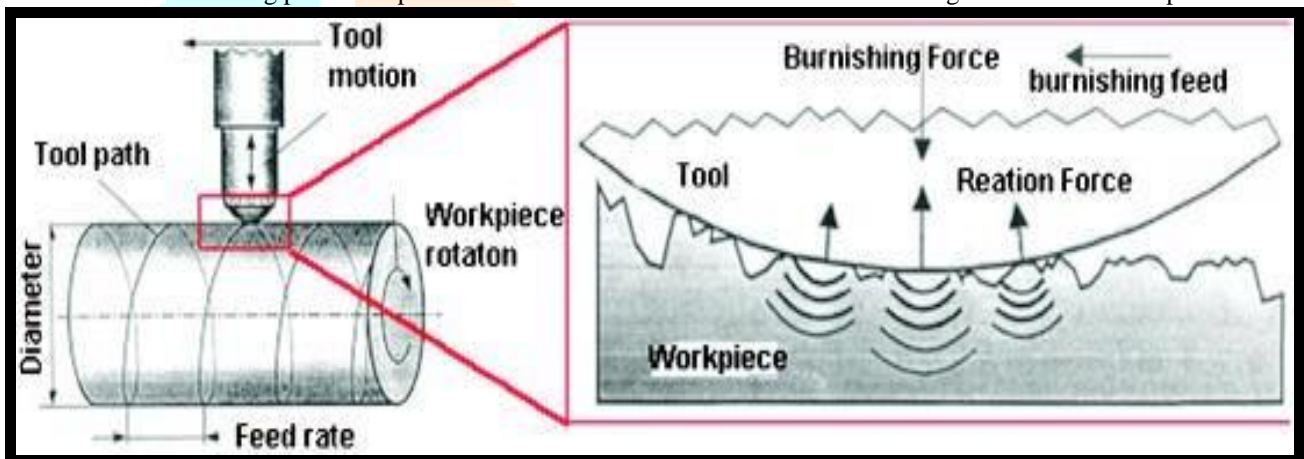 Tool
motion
Tool path
Workpiece
rotaton
Diameter
Feed rate
Burnishing Force
burnishing feed
Tool
Reation Force
Workpiece